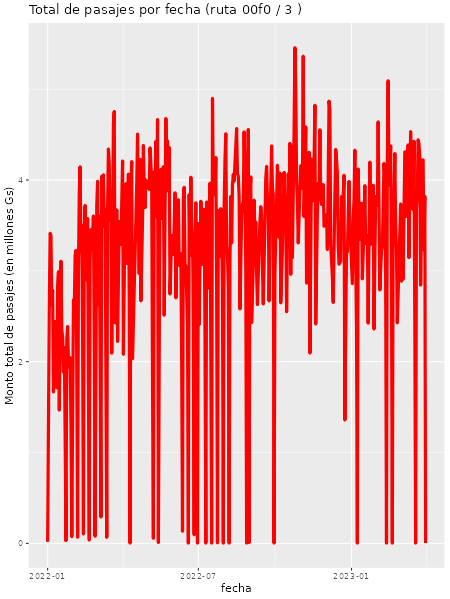 Total de pasajes por fecha (ruta 00f0 / 3 )
Monto total de pasajes (en millones Gs)
4
2
0
2022-01
2022-07
2023-01
fecha